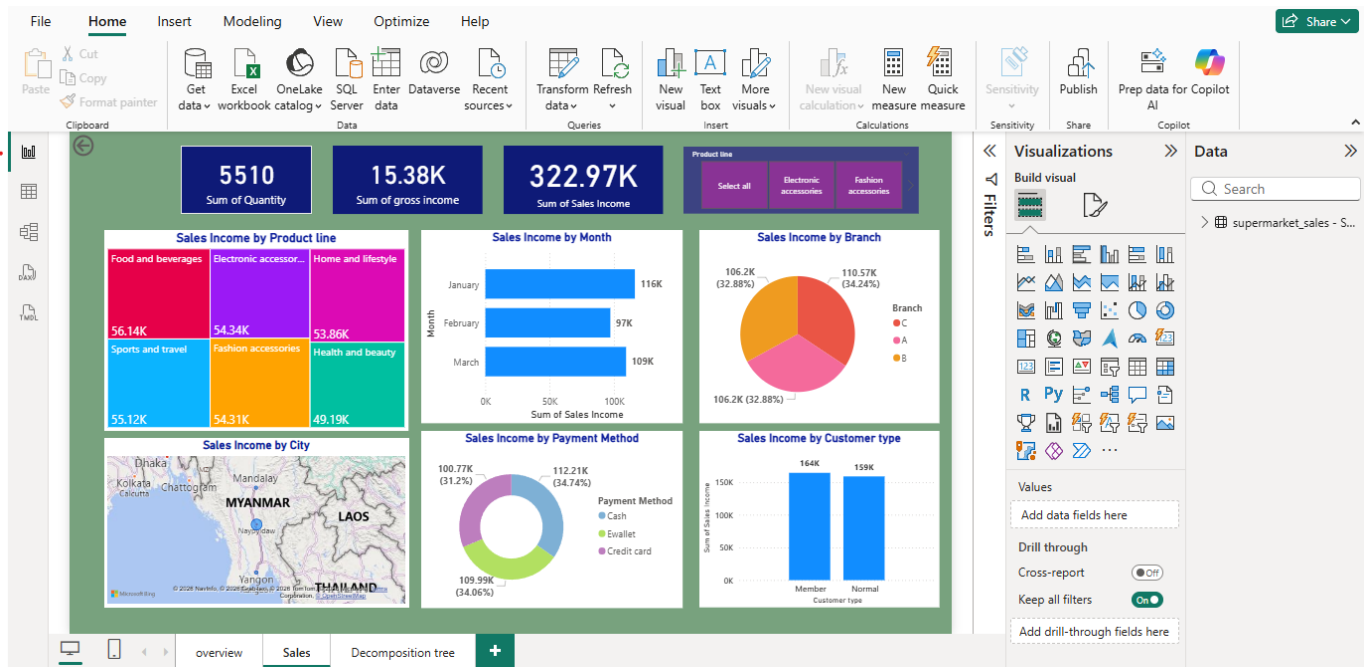 File Home Insert Modeling View Optimize Help Share
Paste
Cut
Copy
Format painter
Clipboard
Get data
Excel workbook
OneLake catalog
SQL Server
Enter data
Dataverse
Recent sources
Data
Transform data
Refresh
Queries
New visual
Text box
More visuals
Insert
New visual calculation
New measure
Quick measure
Calculations
Sensitivity
Sensitivity
Publish
Share
Prep data for AI
Copilot
Copilot
DAX
TMDL
5510
Sum of Quantity
15.38K
Sum of gross income
322.97K
Sum of Sales Income
Product line
Select all
Electronic accessories
Fashion accessories
Sales Income by Product line
Food and beverages
56.14K
Electronic accessor...
54.34K
Home and lifestyle
53.86K
Sports and travel
55.12K
Fashion accessories
54.31K
Health and beauty
49.19K
Sales Income by Month
Month
January 116K
February 97K
March 109K
0K 50K 100K
Sum of Sales Income
Sales Income by Branch
106.2K
(32.88%)
110.57K
(34.24%)
106.2K (32.88%)
Branch
C
A
B
Sales Income by City
Dhaka
Kolkata
Calcutta
Chattogram
Mandalay
MYANMAR
LAOS
Naypyidaw
Yangon
THAILAND
Microsoft Bing
Corporation, © OpenStreetMap
Sales Income by Payment Method
100.77K
(31.2%)
112.21K
(34.74%)
109.99K
(34.06%)
Payment Method
Cash
Ewallet
Credit card
Sales Income by Customer type
Sum of Sales Income
150K
100K
50K
0K
164K
159K
Member Normal
Customer type
Filters
Visualizations
Build visual
123
R Py
Values
Add data fields here
Drill through
Cross-report Off
Keep all filters On
Add drill-through fields here
Data
Search
supermarket_sales - S...
overview Sales Decomposition tree +